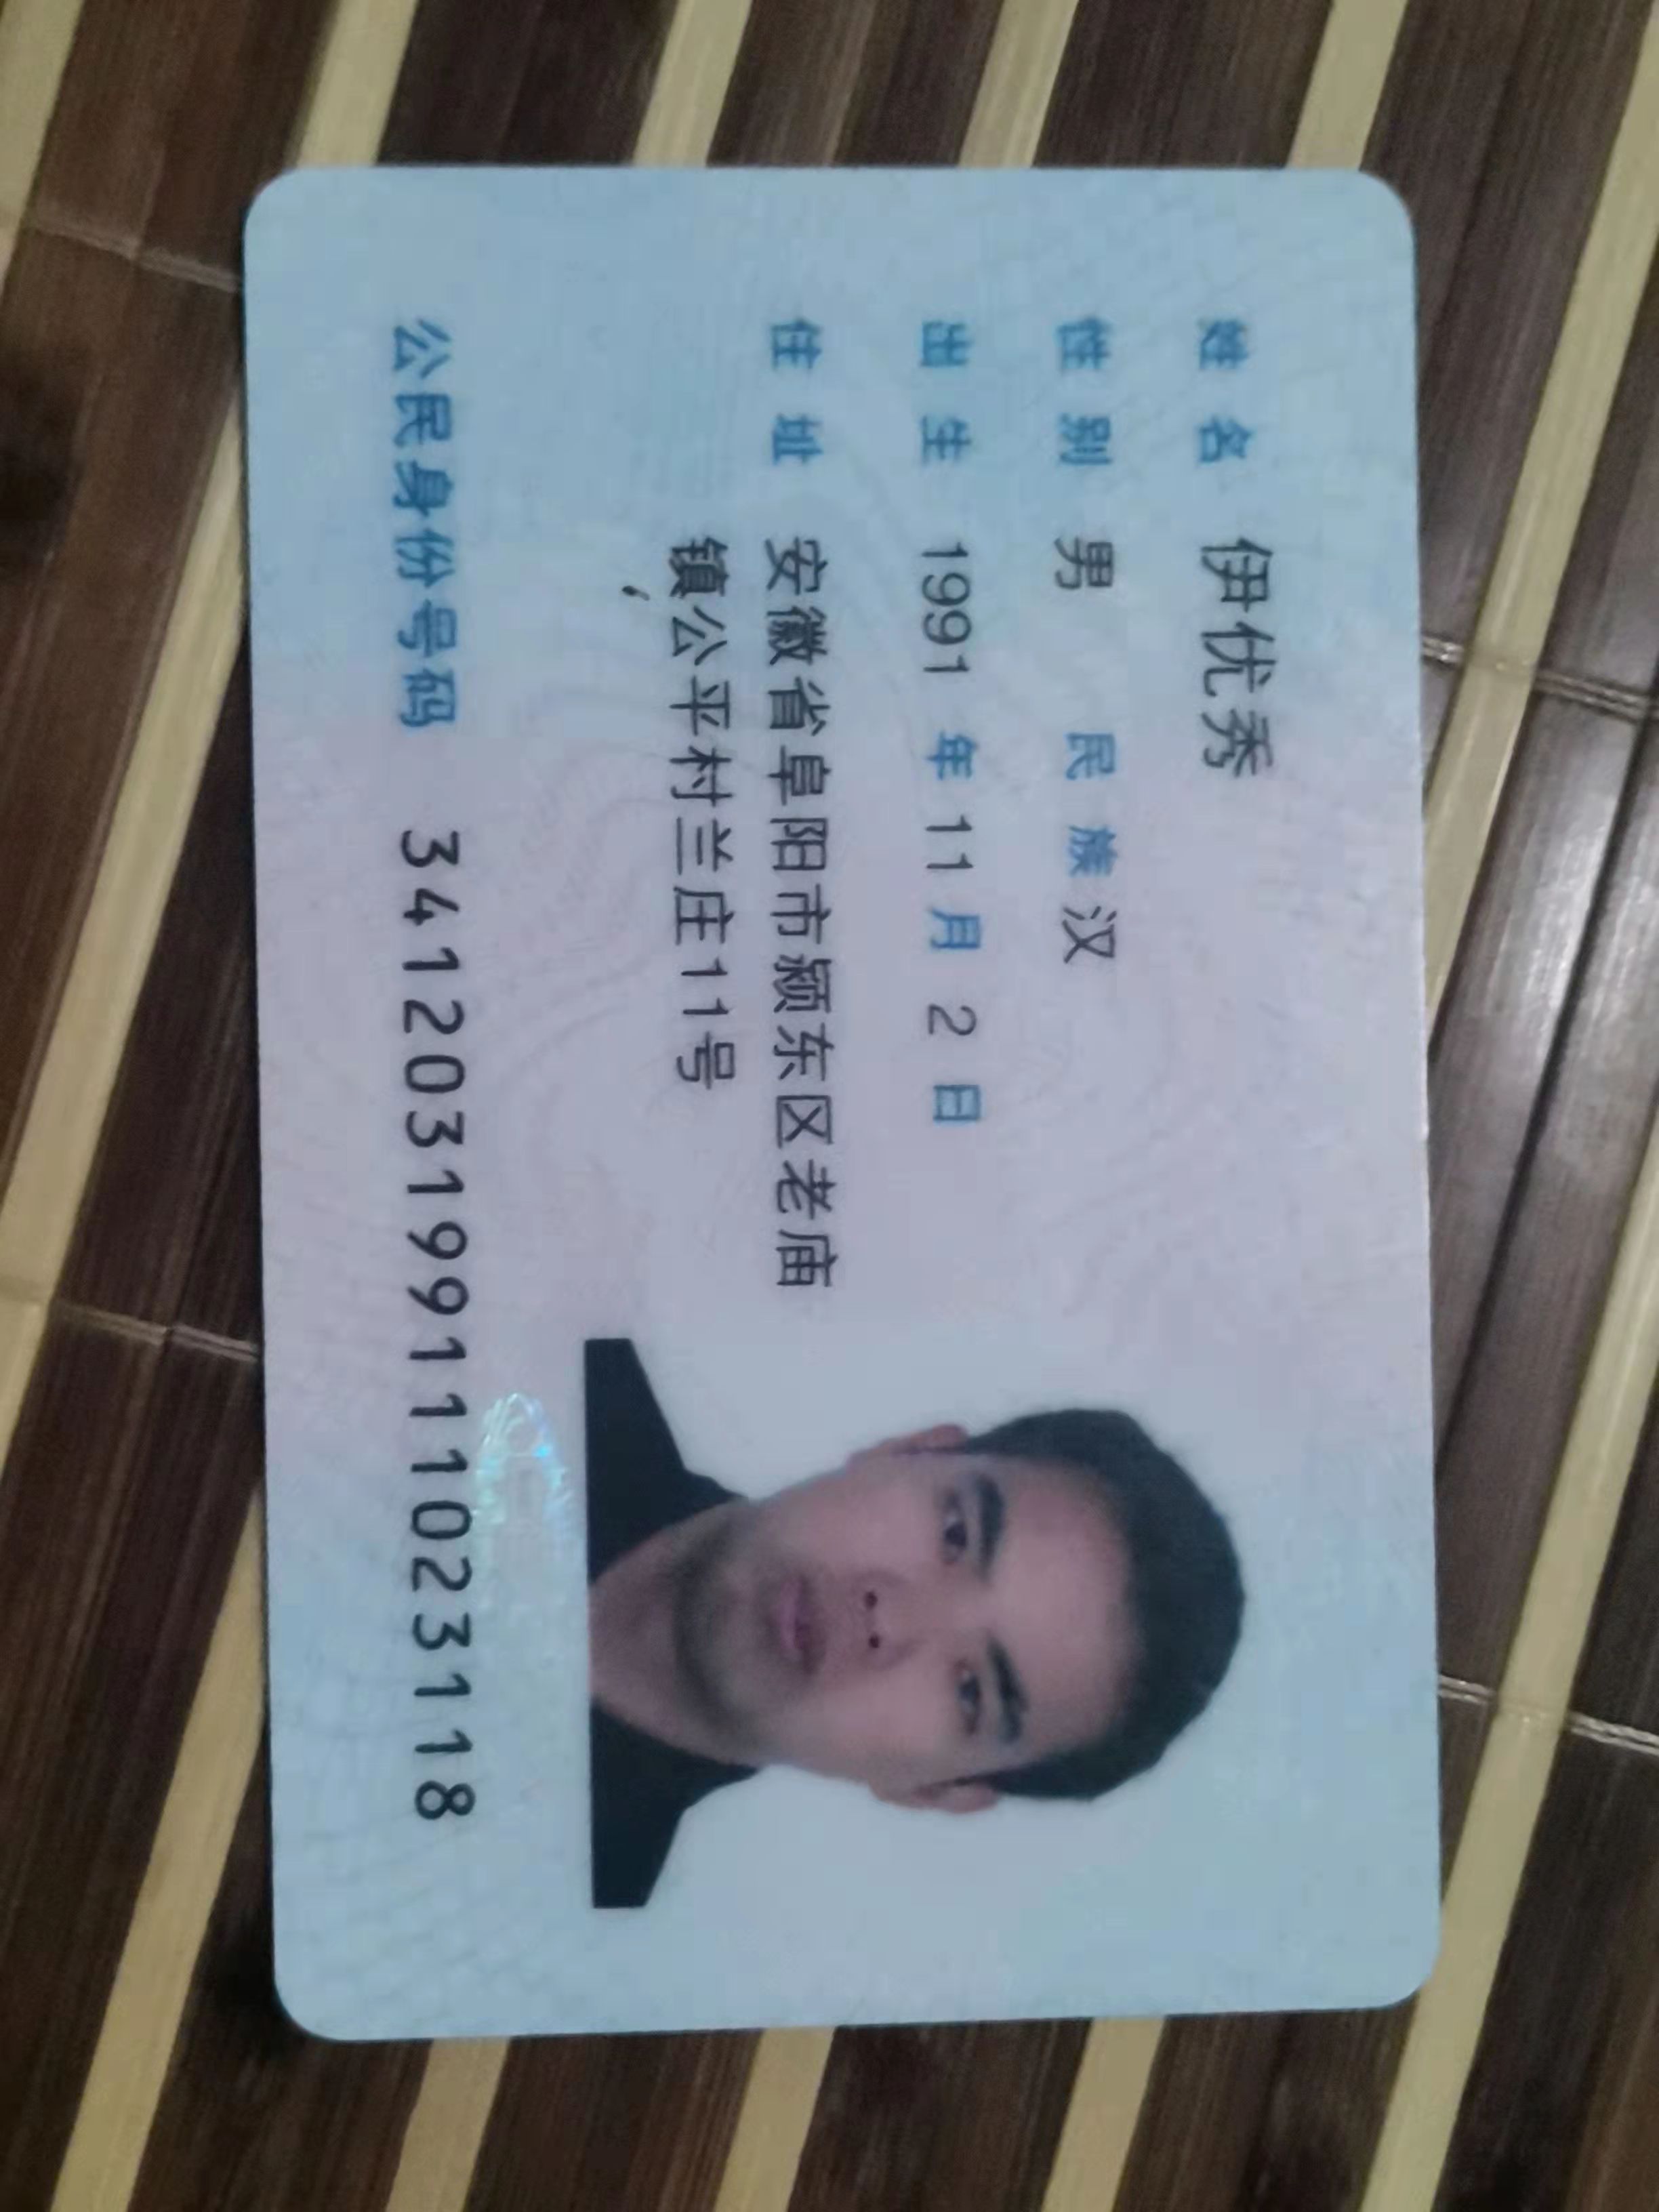 姓名 伊优秀
性别 男 民族 汉
出生 1991 年 11 月 2 日
住址 安徽省阜阳市颍东区老庙
镇公平村兰庄11号
公民身份号码 341203199111023118